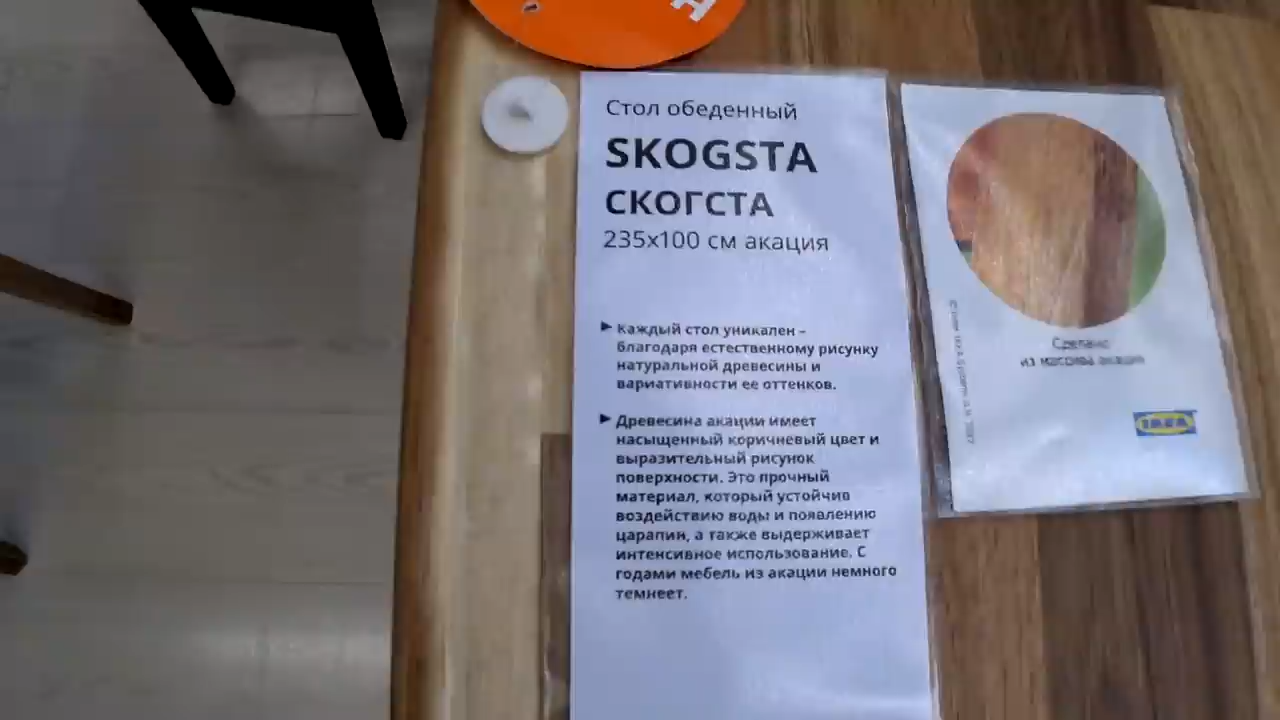 Стол обеденный
SKOGSTA
СКОГСТА
235x100 см акация
Каждый стол уникален –
благодаря естественному рисунку
натуральной древесины и
вариативности ее оттенков.
Древесина акации имеет
насыщенный коричневый цвет и
выразительный рисунок
поверхности. Это прочный
материал, который устойчив
воздействию воды и появлению
царапин, а также выдерживает
интенсивное использование. С
годами мебель из акации немного
темнеет.
Сделано
из массива акации
IKEA